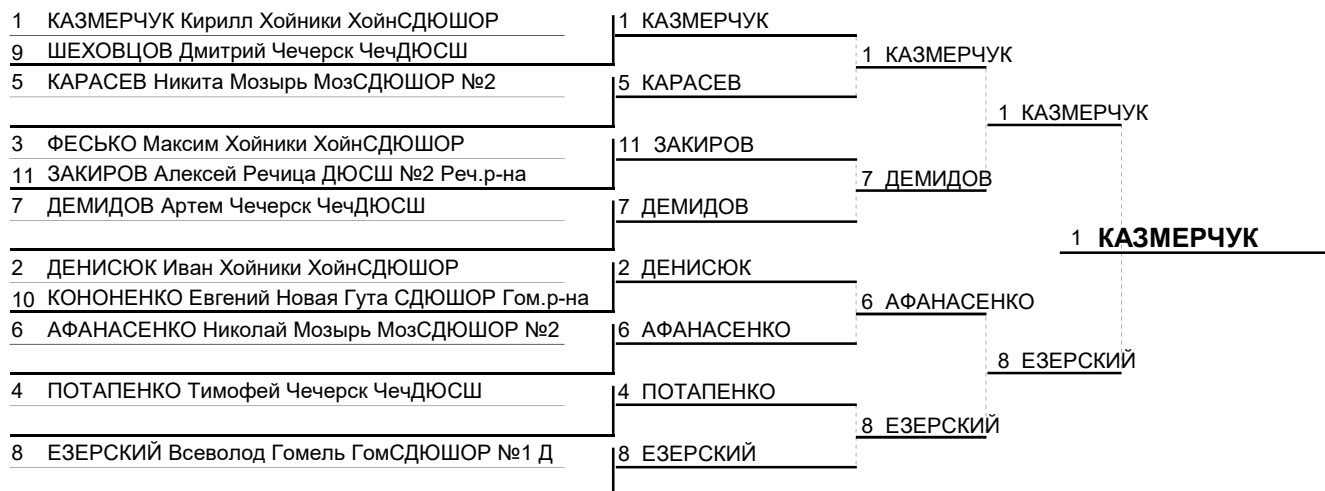 1 КАЗМЕРЧУК Кирилл Хойники ХойнСДЮШОР
9 ШЕХОВЦОВ Дмитрий Чечерск ЧечДЮСШ
5 КАРАСЕВ Никита Мозырь МозСДЮШОР №2
3 ФЕСЬКО Максим Хойники ХойнСДЮШОР
11 ЗАКИРОВ Алексей Речица ДЮСШ №2 Реч.р-на
7 ДЕМИДОВ Артем Чечерск ЧечДЮСШ
2 ДЕНИСЮК Иван Хойники ХойнСДЮШОР
10 КОНОНЕНКО Евгений Новая Гута СДЮШОР Гом.р-на
6 АФАНАСЕНКО Николай Мозырь МозСДЮШОР №2
4 ПОТАПЕНКО Тимофей Чечерск ЧечДЮСШ
8 ЕЗЕРСКИЙ Всеволод Гомель ГомСДЮШОР №1 Д
1 КАЗМЕРЧУК
5 КАРАСЕВ
11 ЗАКИРОВ
7 ДЕМИДОВ
2 ДЕНИСЮК
6 АФАНАСЕНКО
4 ПОТАПЕНКО
8 ЕЗЕРСКИЙ
1 КАЗМЕРЧУК
7 ДЕМИДОВ
6 АФАНАСЕНКО
8 ЕЗЕРСКИЙ
1 КАЗМЕРЧУК
8 ЕЗЕРСКИЙ
1 КАЗМЕРЧУК